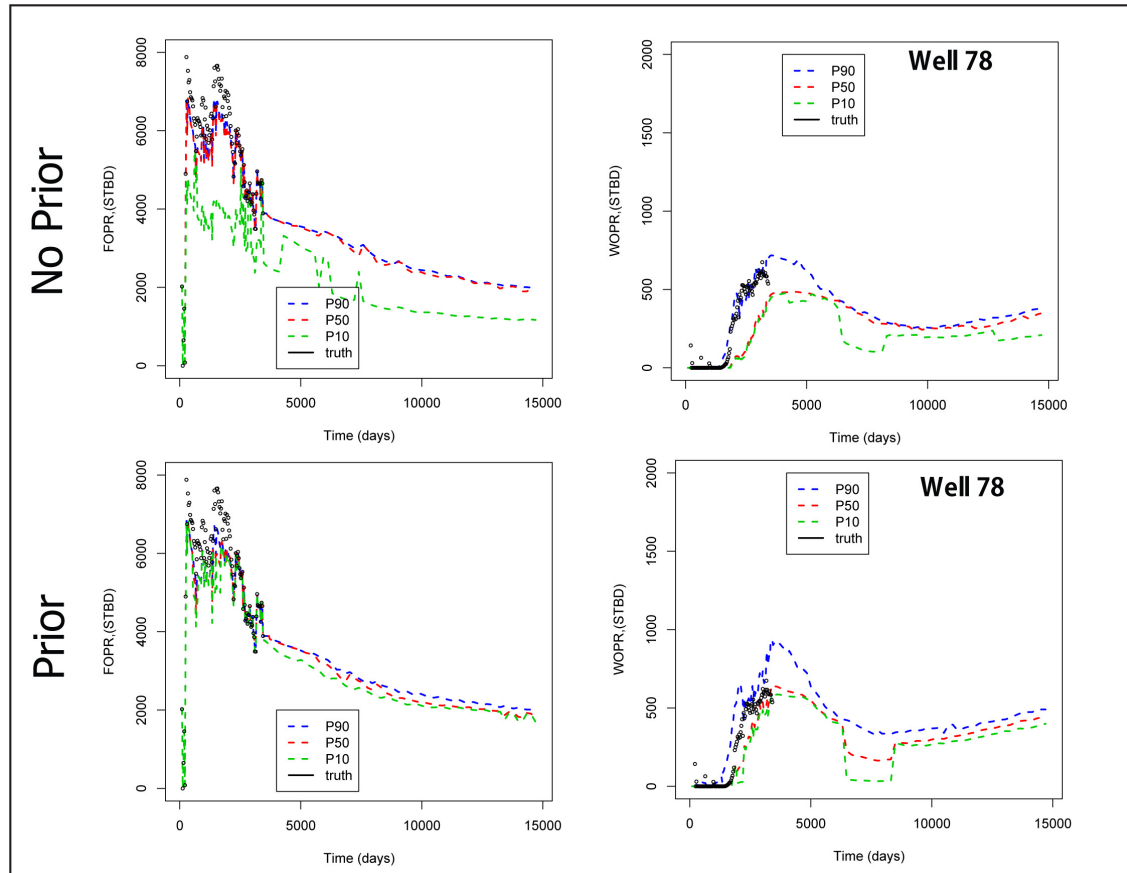 No Prior
FOPR,(STBD)
8000
6000
4000
2000
0
P90
P50
P10
truth
0 5000 10000 15000
Time (days)
Well 78
WOPR,(STBD)
2000
1500
1000
500
0
P90
P50
P10
truth
0 5000 10000 15000
Time (days)
Prior
FOPR,(STBD)
8000
6000
4000
2000
0
P90
P50
P10
truth
0 5000 10000 15000
Time (days)
Well 78
WOPR,(STBD)
2000
1500
1000
500
0
P90
P50
P10
truth
0 5000 10000 15000
Time (days)